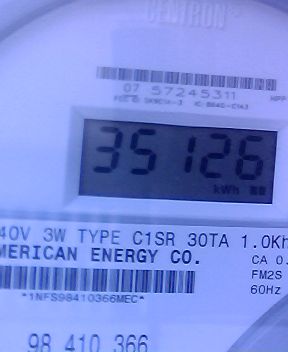 CENTRON®
07 57245311
35126
kWh
40V 3W TYPE C1SR 30TA 1.0Kh
MERICAN ENERGY CO.
CA 0.
FM2S
60Hz
*1NFS98410366MEC*
98 410 366